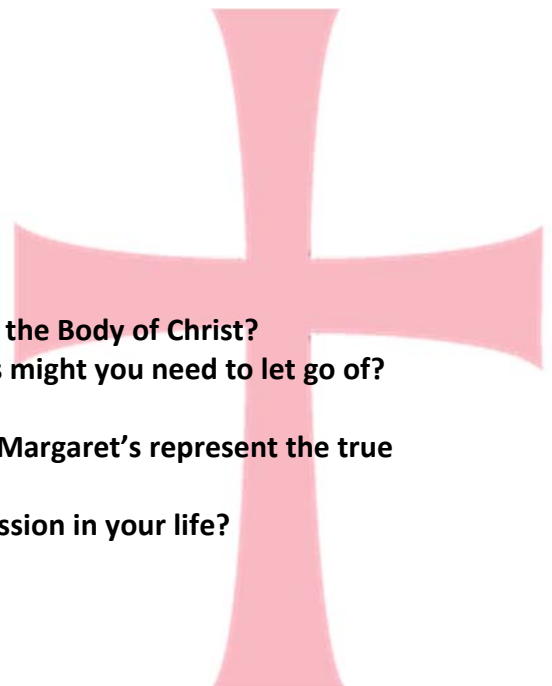 the Body of Christ?
s might you need to let go of?
Margaret’s represent the true
ssion in your life?